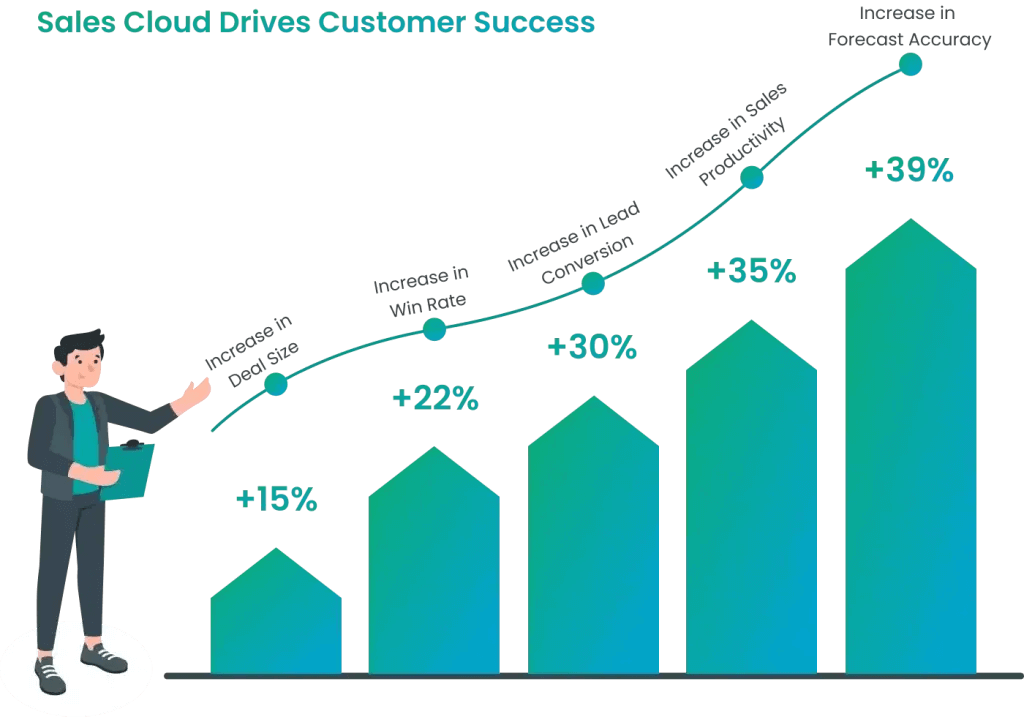 Sales Cloud Drives Customer Success
Increase in
Deal Size
+15%
Increase in
Win Rate
+22%
Increase in Lead
Conversion
+30%
Increase in Sales
Productivity
+35%
Increase in
Forecast Accuracy
+39%